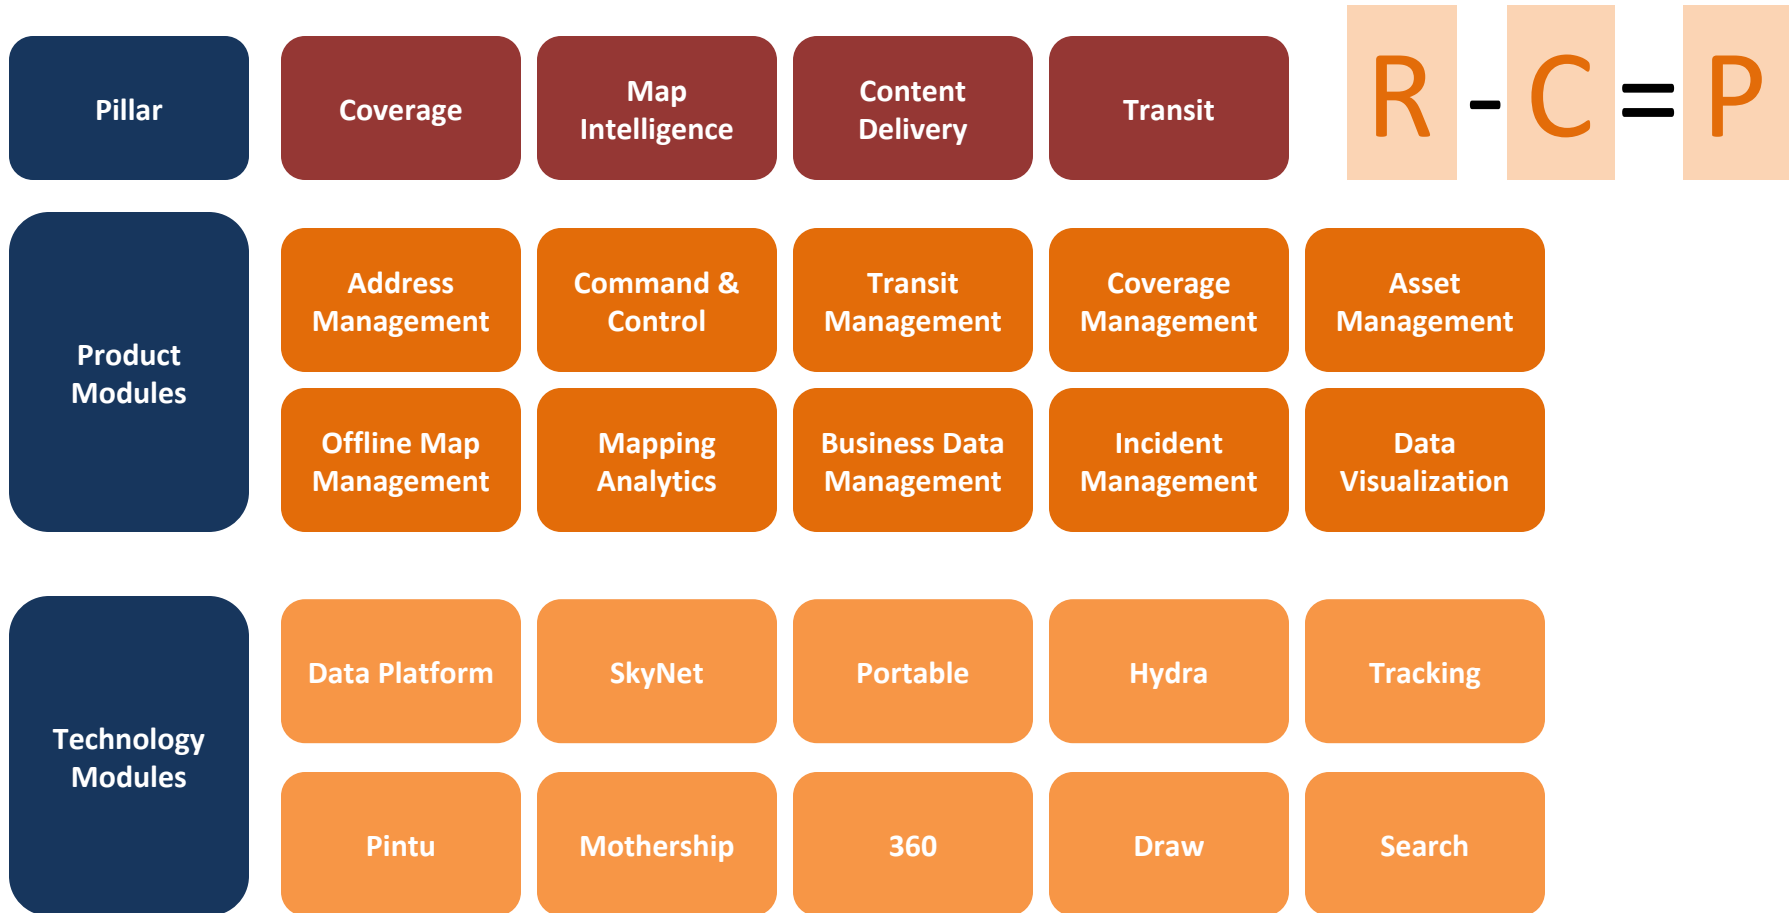 Pillar
Coverage
Map
Intelligence
Content
Delivery
Transit
R - C = P
Product
Modules
Address
Management
Command &
Control
Transit
Management
Coverage
Management
Asset
Management
Offline Map
Management
Mapping
Analytics
Business Data
Management
Incident
Management
Data
Visualization
Technology
Modules
Data Platform
SkyNet
Portable
Hydra
Tracking
Pintu
Mothership
360
Draw
Search